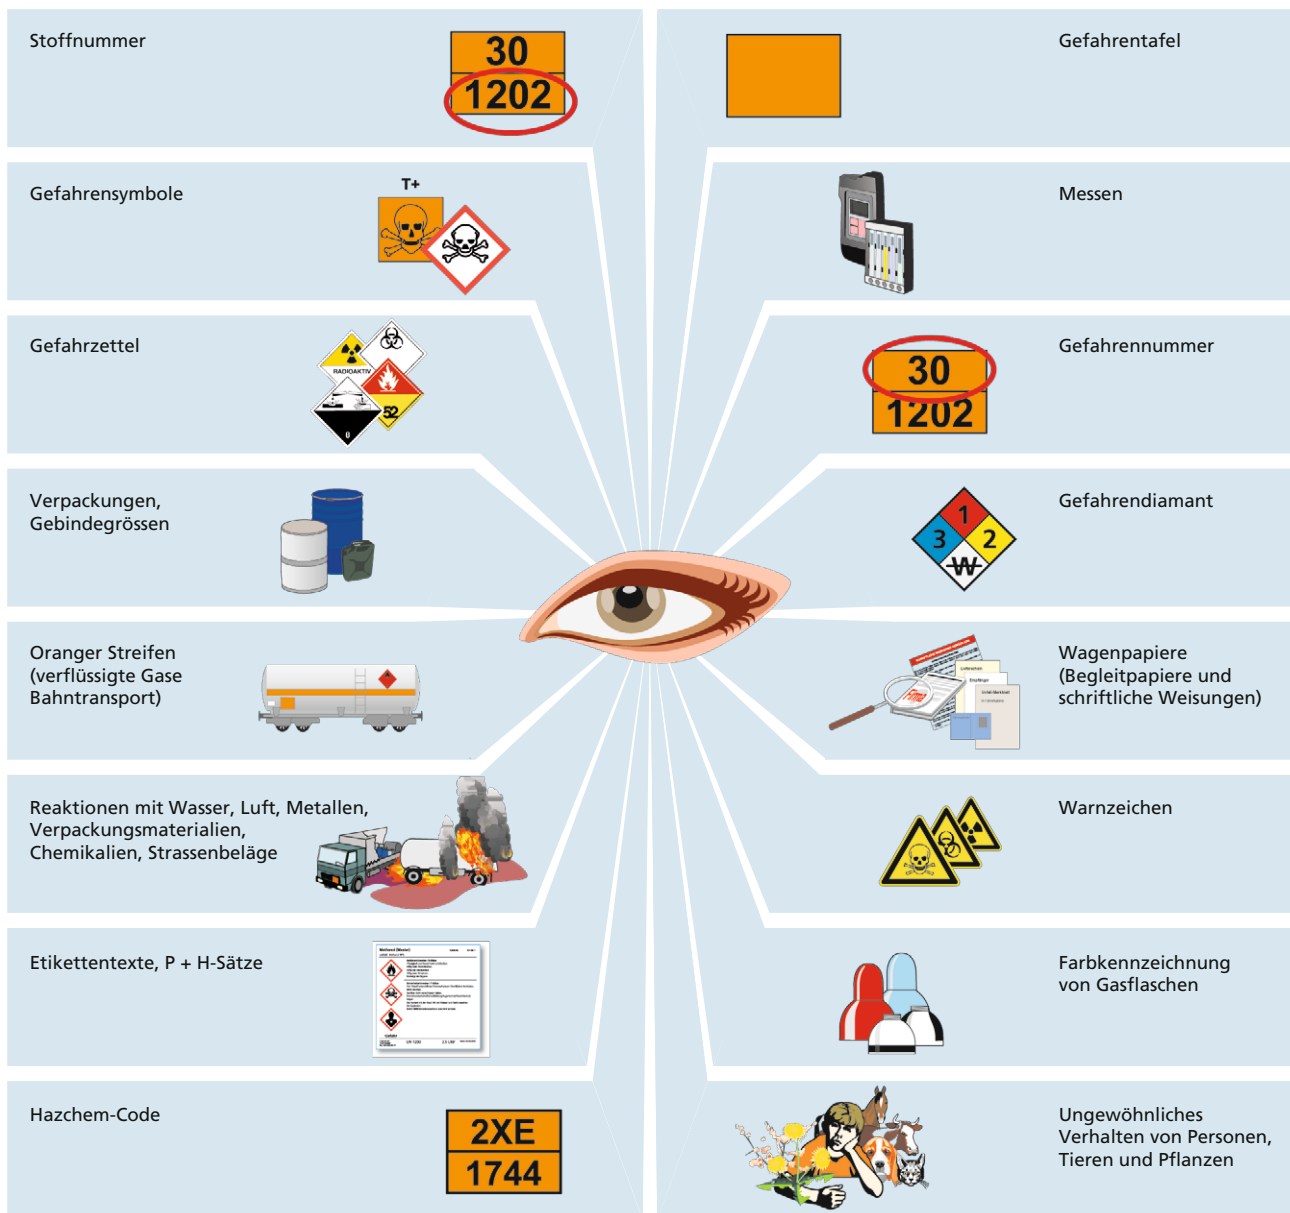 Stoffnummer
30
1202
Gefahrentafel
Gefahrensymbole
T+
Messen
Gefahrzettel
RADIOAKTIV
52
Gefahrennummer
30
1202
Verpackungen,
Gebindegrössen
Gefahrendiamant
1
3
2
W
Oranger Streifen
(verflüssigte Gase
Bahntransport)
Wagenpapiere
(Begleitpapiere und
schriftliche Weisungen)
Reaktionen mit Wasser, Luft, Metallen,
Verpackungsmaterialien,
Chemikalien, Strassenbeläge
Warnzeichen
Etikettentexte, P + H-Sätze
Farbkennzeichnung
von Gasflaschen
Hazchem-Code
2XE
1744
Ungewöhnliches
Verhalten von Personen,
Tieren und Pflanzen